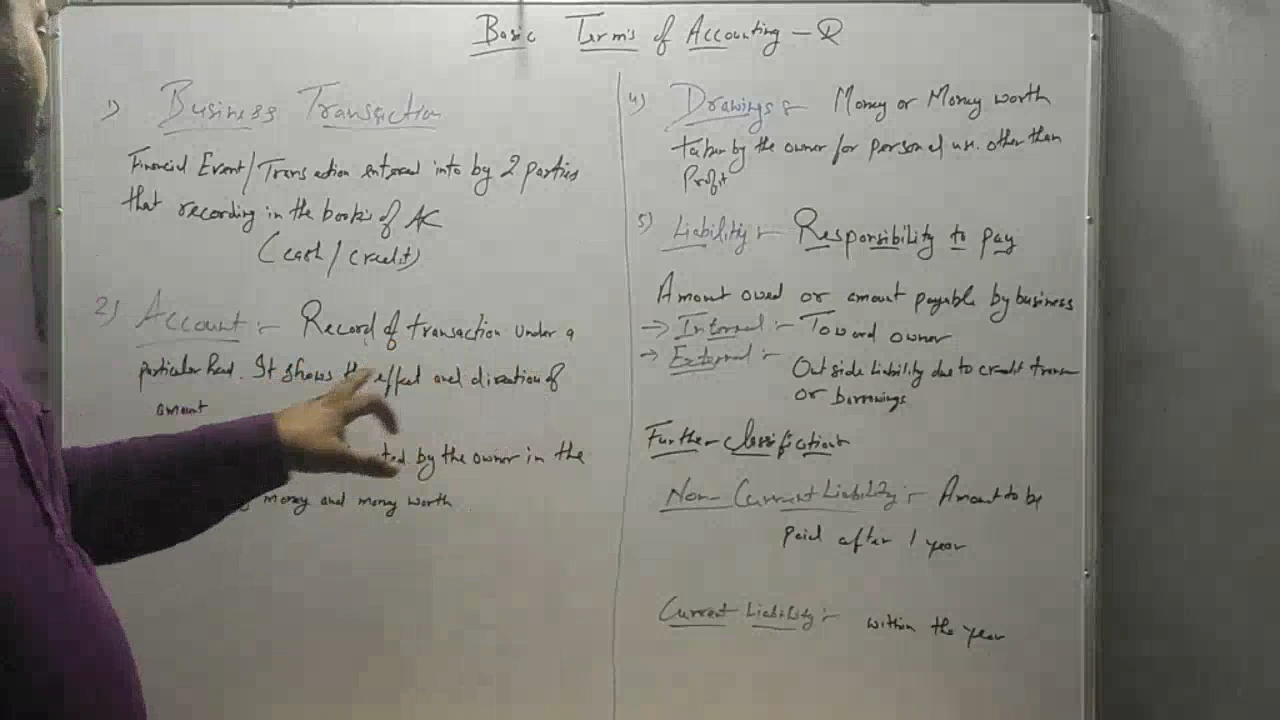 Basic Terms of Accounting - Q
1) Business Transaction
Financial Event/Transaction entered into by 2 parties
that recording in the books of A/C
(cash/credit)
2) Account :- Record of transaction under a
particular head. It shows the effect and direction of
amount
ted by the owner in the
money and money worth
4) Drawings :- Money or Money worth
taken by the owner for personal use. other than
Profit
5) Liability :- Responsibility to pay
Amount owed or amount payable by business
→ Internal :- Toward owner
→ External :- Outside liability due to credit trans
or borrowings
Further classification
Non-Current Liability :- Amount to be
paid after 1 year
Current Liability :- within the year